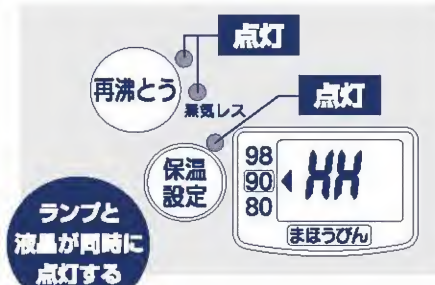 点灯
再沸とう
蒸気レス
点灯
保温
設定
98
90
80
HH
まほうびん
ランプと
液晶が同時に
点灯する